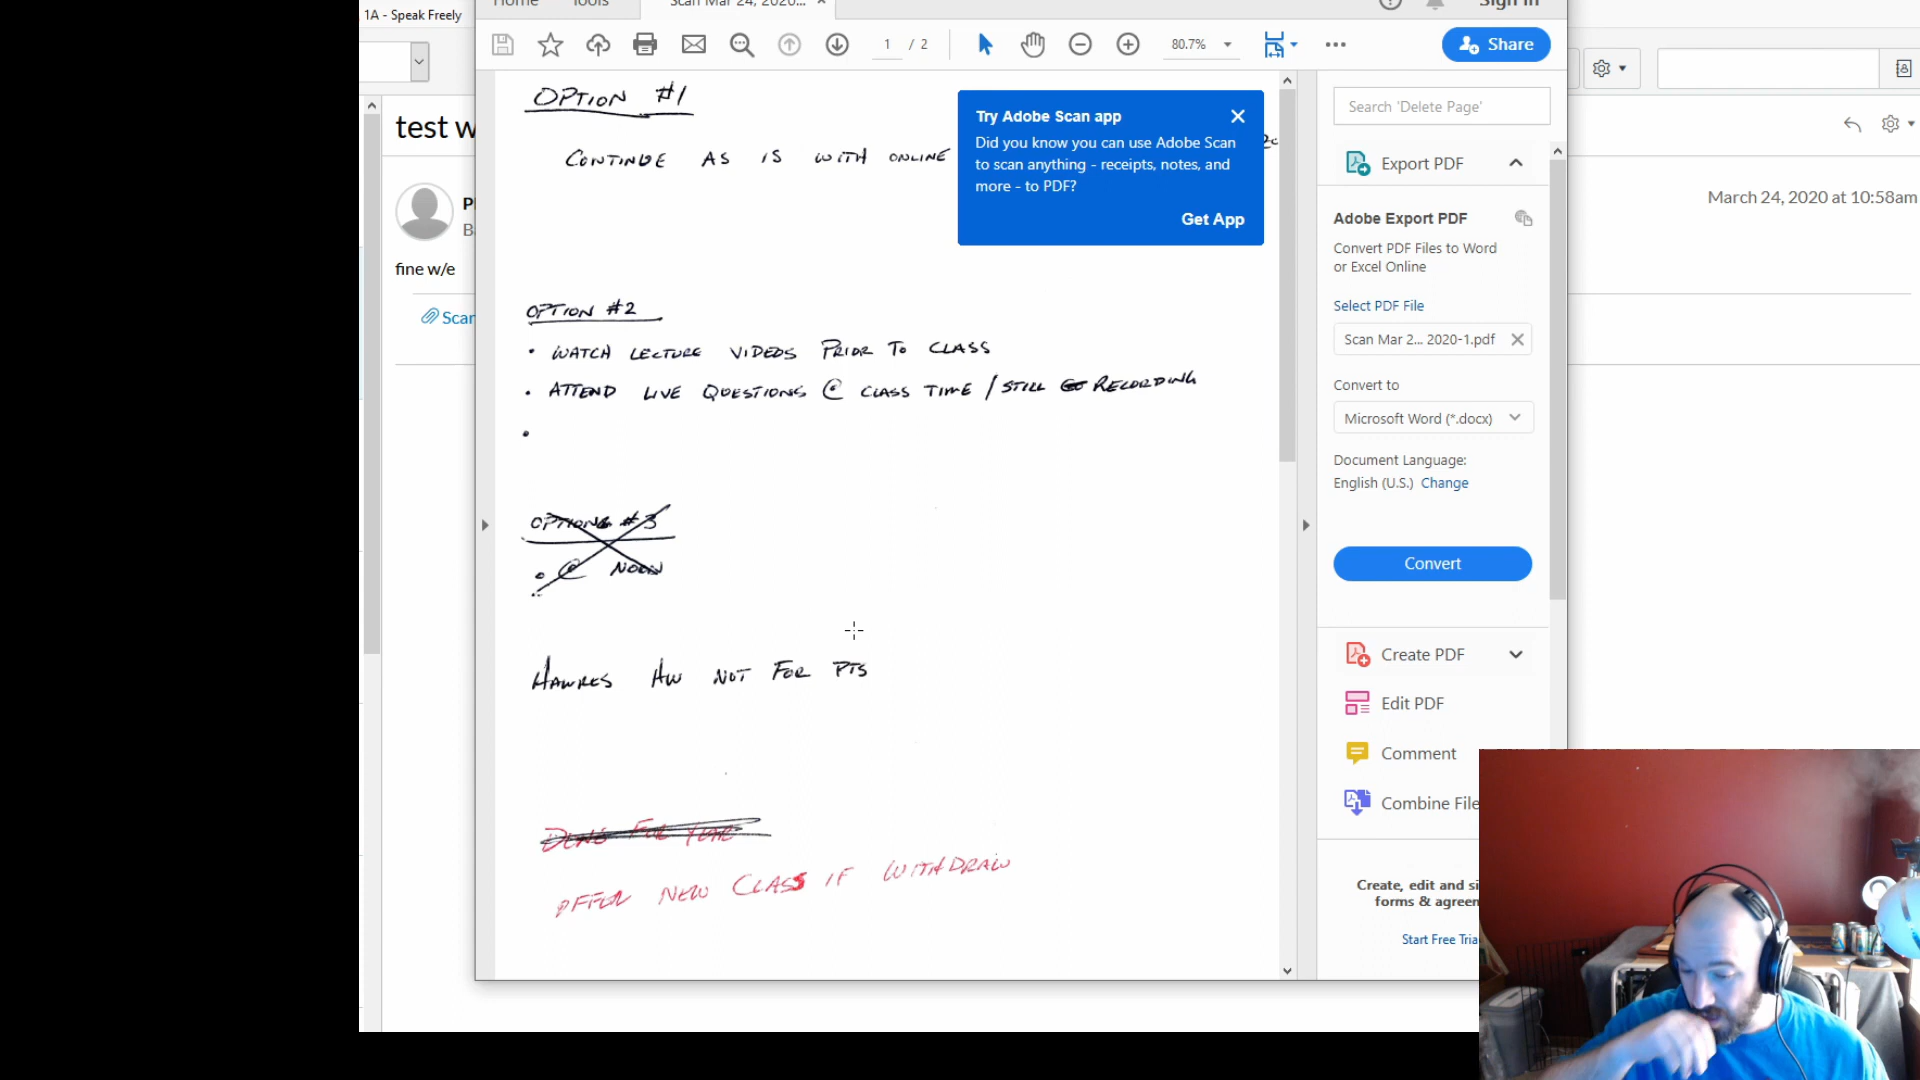 Home Tools Scan Mar 24, 2020... × Sign In
1A - Speak Freely
1 / 2 80.7% Share
test w
fine w/e
Scan
March 24, 2020 at 10:58am
OPTION #1
CONTINUE AS IS WITH ONLINE
Try Adobe Scan app
Did you know you can use Adobe Scan
to scan anything - receipts, notes, and
more - to PDF?
Get App
OPTION #2
• WATCH LECTURE VIDEOS PRIOR TO CLASS
• ATTEND LIVE QUESTIONS @ CLASS TIME / STILL RECORDING
•
OPTION #3
• @ NOON
HAWKES HW NOT FOR PTS
DONE FOR YEAR
OFFER NEW CLASS IF WITHDRAW
Search 'Delete Page'
Export PDF
Adobe Export PDF
Convert PDF Files to Word
or Excel Online
Select PDF File
Scan Mar 2... 2020-1.pdf
Convert to
Microsoft Word (*.docx)
Document Language:
English (U.S.) Change
Convert
Create PDF
Edit PDF
Comment
Combine File
Create, edit and si
forms & agreem
Start Free Tria